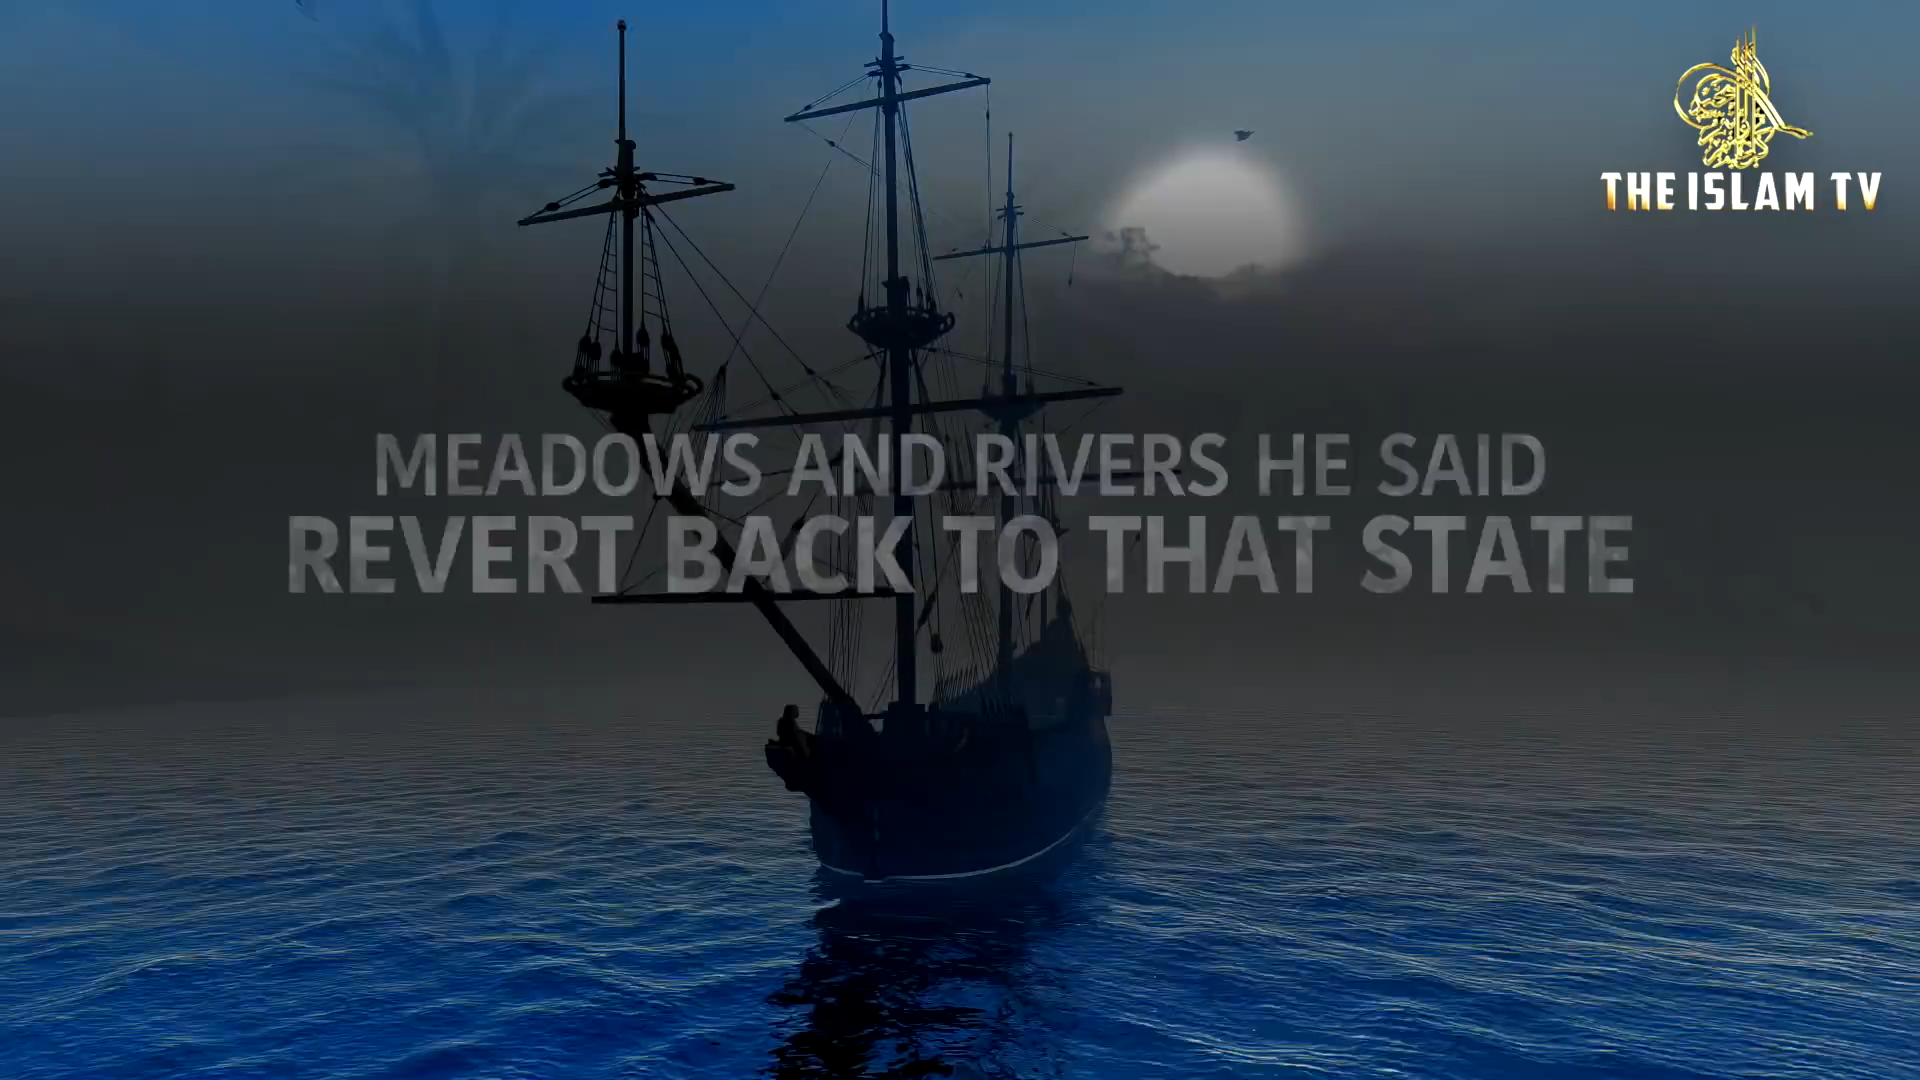 THE ISLAM TV
MEADOWS AND RIVERS HE SAID
REVERT BACK TO THAT STATE